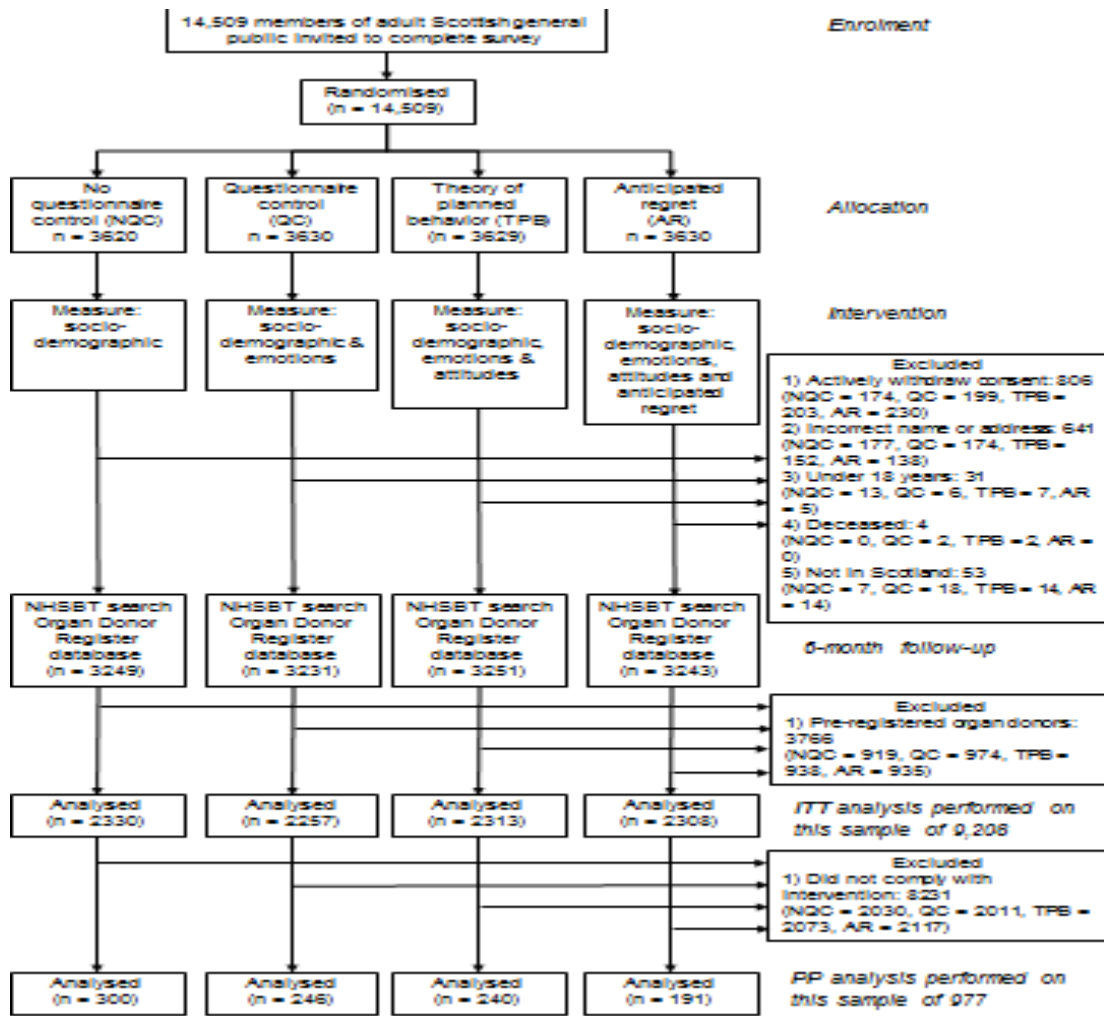 14,509 members of adult Scottish general
public invited to complete survey
Enrolment
Randomised
(n = 14,509)
No
questionnaire
control (NQC)
n = 3620
Questionnaire
control
(QC)
n = 3630
Theory of
planned
behavior (TPB)
(n = 3629)
Anticipated
regret
(AR)
n = 3630
Allocation
Measure:
socio-
demographic
Measure:
socio-
demographic &
emotions
Measure:
socio-
demographic,
emotions &
attitudes
Measure:
socio-
demographic,
emotions,
attitudes and
anticipated
regret
Intervention
Excluded
1) Actively withdraw consent: 806
(NQC = 174, QC = 199, TPB =
203, AR = 230)
2) Incorrect name or address: 641
(NQC = 177, QC = 174, TPB =
152, AR = 138)
3) Under 18 years: 31
(NQC = 13, QC = 6, TPB = 7, AR
= 5)
4) Deceased: 4
(NQC = 0, QC = 2, TPB = 2, AR =
0)
5) Not in Scotland: 53
(NQC = 7, QC = 18, TPB = 14, AR
= 14)
NHSBT search
Organ Donor
Register
database
(n = 3249)
NHSBT search
Organ Donor
Register
database
(n = 3231)
NHSBT search
Organ Donor
Register
database
(n = 3251)
NHSBT search
Organ Donor
Register
database
(n = 3243)
6-month follow-up
Excluded
1) Pre-registered organ donors:
3766
(NQC = 919, QC = 974, TPB =
938, AR = 935)
Analysed
(n = 2330)
Analysed
(n = 2257)
Analysed
(n = 2313)
Analysed
(n = 2308)
ITT analysis performed on
this sample of 9,208
Excluded
1) Did not comply with
intervention: 8231
(NQC = 2030, QC = 2011, TPB =
2073, AR = 2117)
Analysed
(n = 300)
Analysed
(n = 246)
Analysed
(n = 240)
Analysed
(n = 191)
PP analysis performed on
this sample of 977